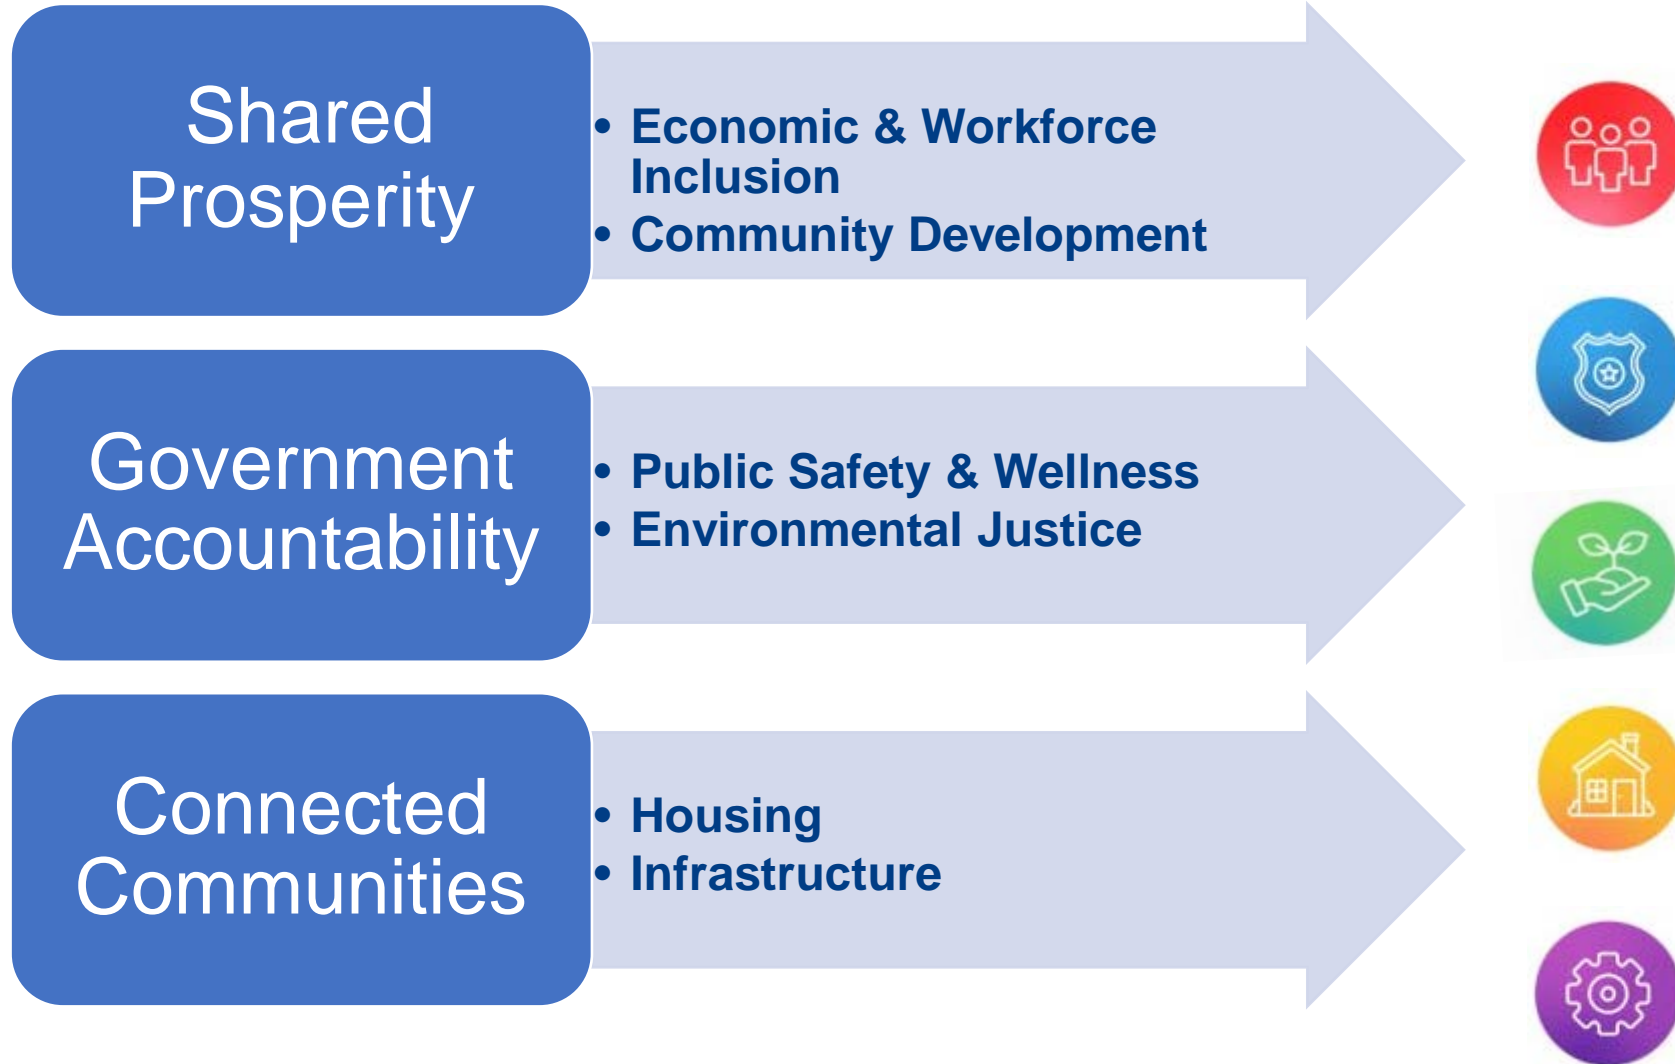 Shared
Prosperity
• Economic & Workforce
Inclusion
• Community Development
Government
Accountability
• Public Safety & Wellness
• Environmental Justice
Connected
Communities
• Housing
• Infrastructure